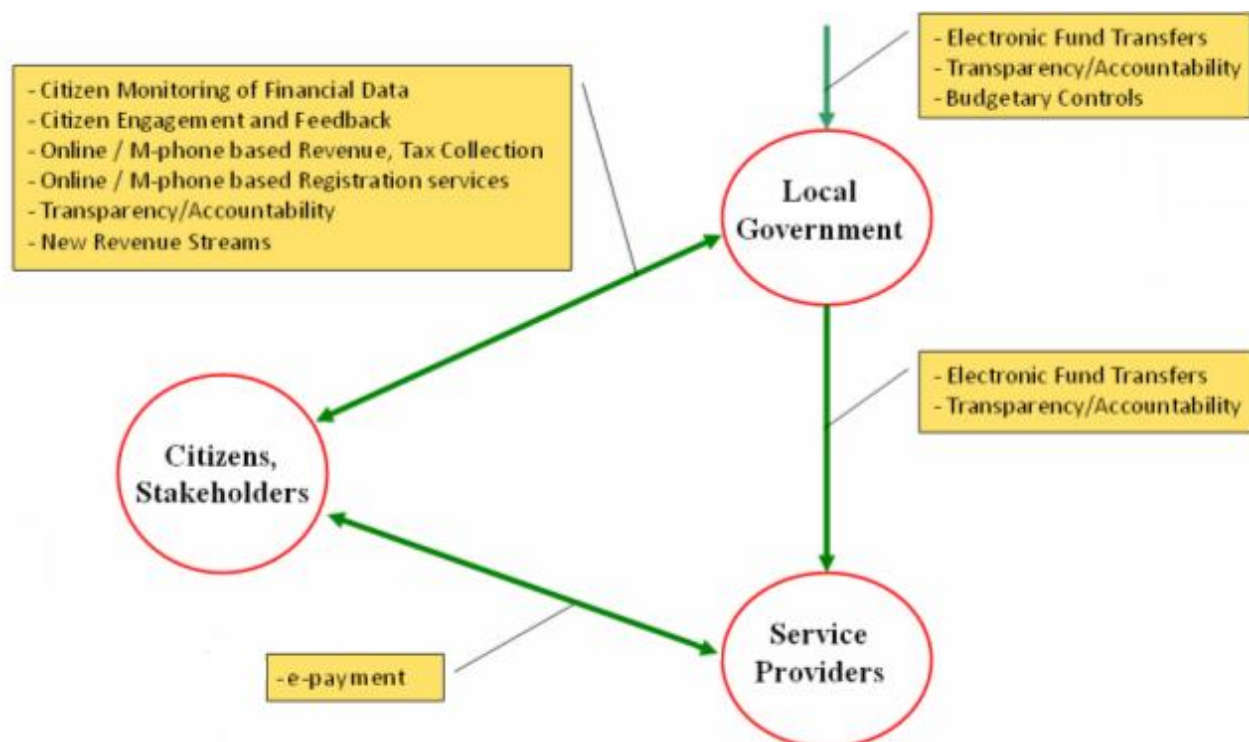 - Electronic Fund Transfers
- Transparency/Accountability
- Budgetary Controls
- Citizen Monitoring of Financial Data
- Citizen Engagement and Feedback
- Online / M-phone based Revenue, Tax Collection
- Online / M-phone based Registration services
- Transparency/Accountability
- New Revenue Streams
Local
Government
- Electronic Fund Transfers
- Transparency/Accountability
Citizens,
Stakeholders
Service
Providers
-e-payment